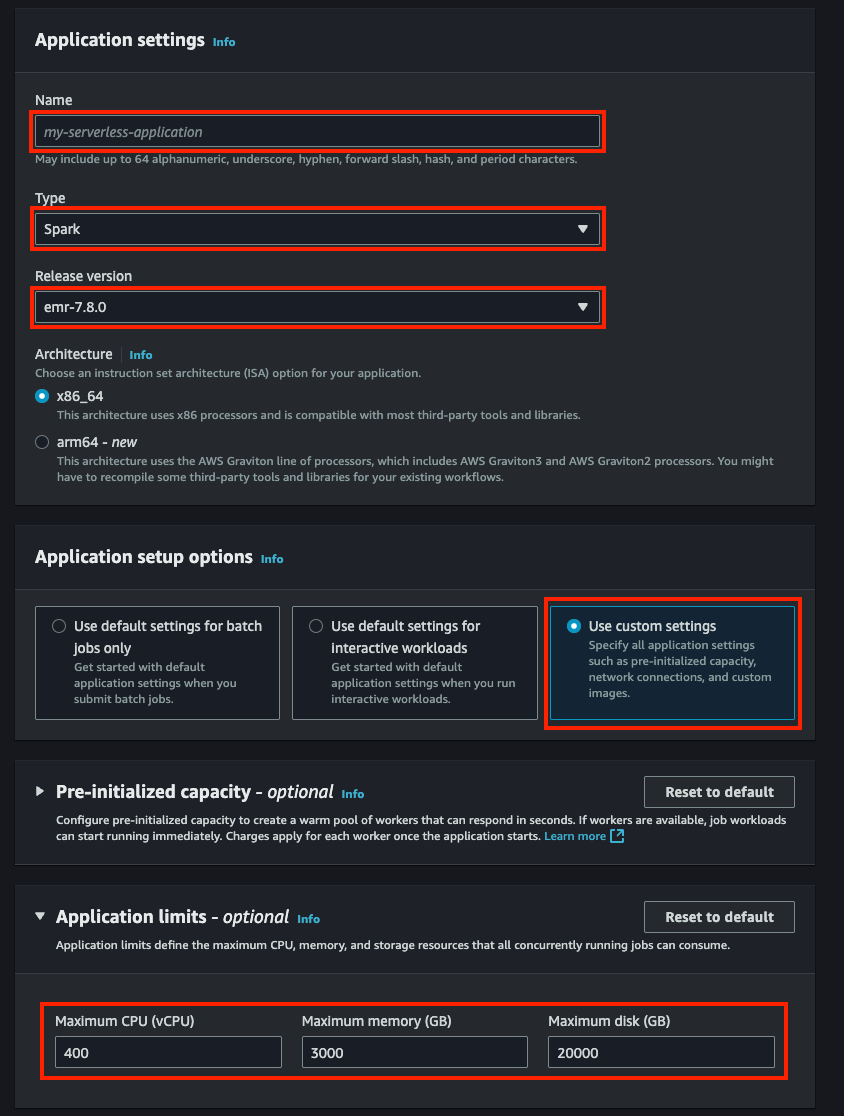 Application settings Info
Name
my-serverless-application
May include up to 64 alphanumeric, underscore, hyphen, forward slash, hash, and period characters.
Type
Spark
Release version
emr-7.8.0
Architecture Info
Choose an instruction set architecture (ISA) option for your application.
x86_64
This architecture uses x86 processors and is compatible with most third-party tools and libraries.
arm64 - new
This architecture uses the AWS Graviton line of processors, which includes AWS Graviton3 and AWS Graviton2 processors. You might
have to recompile some third-party tools and libraries for your existing workflows.
Application setup options Info
Use default settings for batch
jobs only
Get started with default
application settings when you
submit batch jobs.
Use default settings for
interactive workloads
Get started with default
application settings when you run
interactive workloads.
Use custom settings
Specify all application settings
such as pre-initialized capacity,
network connections, and custom
images.
Pre-initialized capacity - optional Info
Reset to default
Configure pre-initialized capacity to create a warm pool of workers that can respond in seconds. If workers are available, job workloads
can start running immediately. Charges apply for each worker once the application starts. Learn more
Application limits - optional Info
Reset to default
Application limits define the maximum CPU, memory, and storage resources that all concurrently running jobs can consume.
Maximum CPU (vCPU)
400
Maximum memory (GB)
3000
Maximum disk (GB)
20000